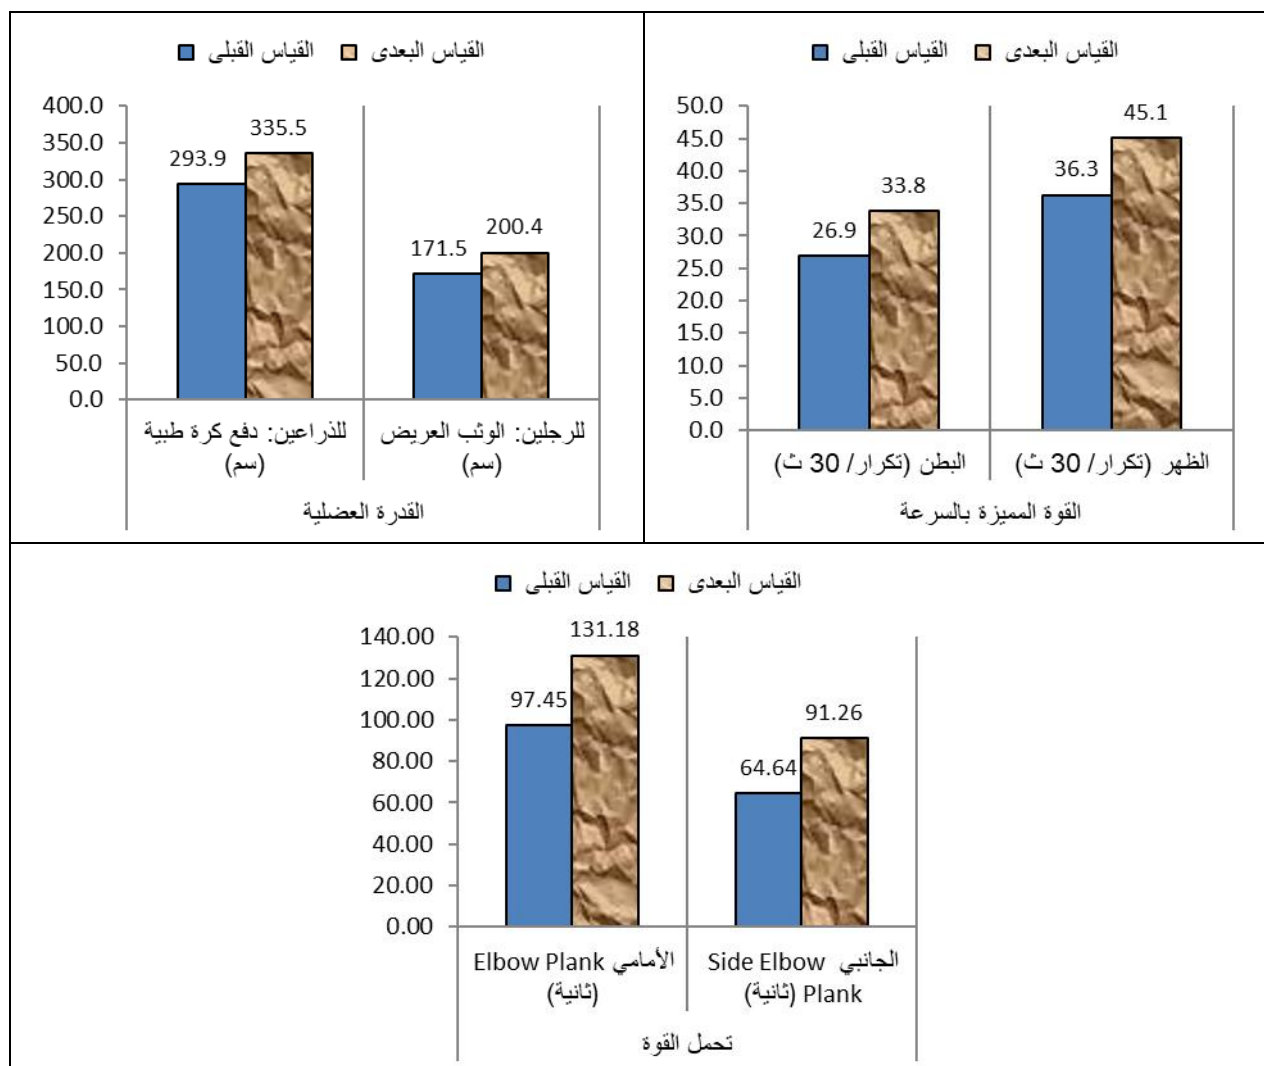 القياس القبلى القياس البعدى
400.0
350.0
300.0
250.0
200.0
150.0
100.0
50.0
0.0
293.9
335.5
171.5
200.4
للذراعين: دفع كرة طبية
(سم)
للرجلين: الوثب العريض
(سم)
القدرة العضلية
القياس القبلى القياس البعدى
50.0
45.0
40.0
35.0
30.0
25.0
20.0
15.0
10.0
5.0
0.0
26.9
33.8
36.3
45.1
البطن (تكرار/ 30 ث)
الظهر (تكرار/ 30 ث)
القوة المميزة بالسرعة
القياس القبلى القياس البعدى
140.00
120.00
100.00
80.00
60.00
40.00
20.00
0.00
97.45
131.18
64.64
91.26
الأمامي Elbow Plank
(ثانية)
الجانبي Side Elbow
Plank (ثانية)
تحمل القوة